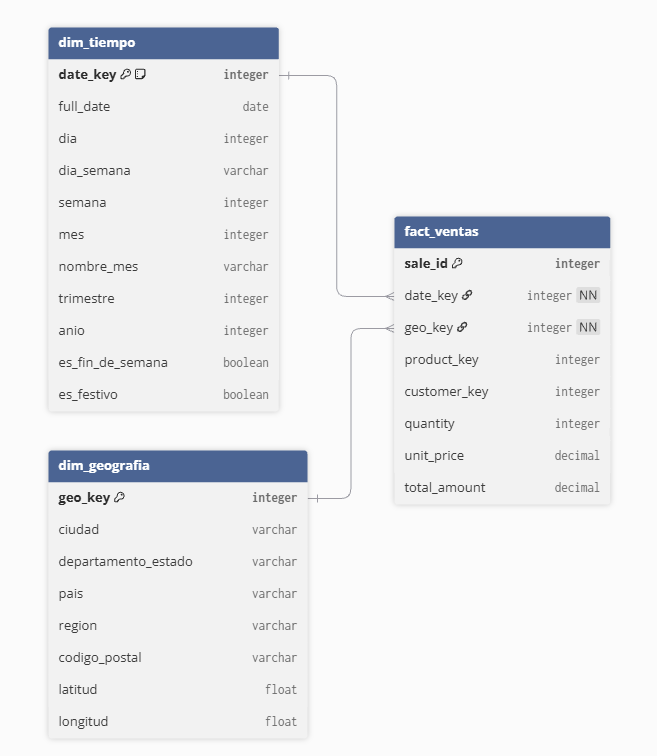 dim_tiempo
date_key integer
full_date date
dia integer
dia_semana varchar
semana integer
mes integer
nombre_mes varchar
trimestre integer
anio integer
es_fin_de_semana boolean
es_festivo boolean
fact_ventas
sale_id integer
date_key integer NN
geo_key integer NN
product_key integer
customer_key integer
quantity integer
unit_price decimal
total_amount decimal
dim_geografia
geo_key integer
ciudad varchar
departamento_estado varchar
pais varchar
region varchar
codigo_postal varchar
latitud float
longitud float